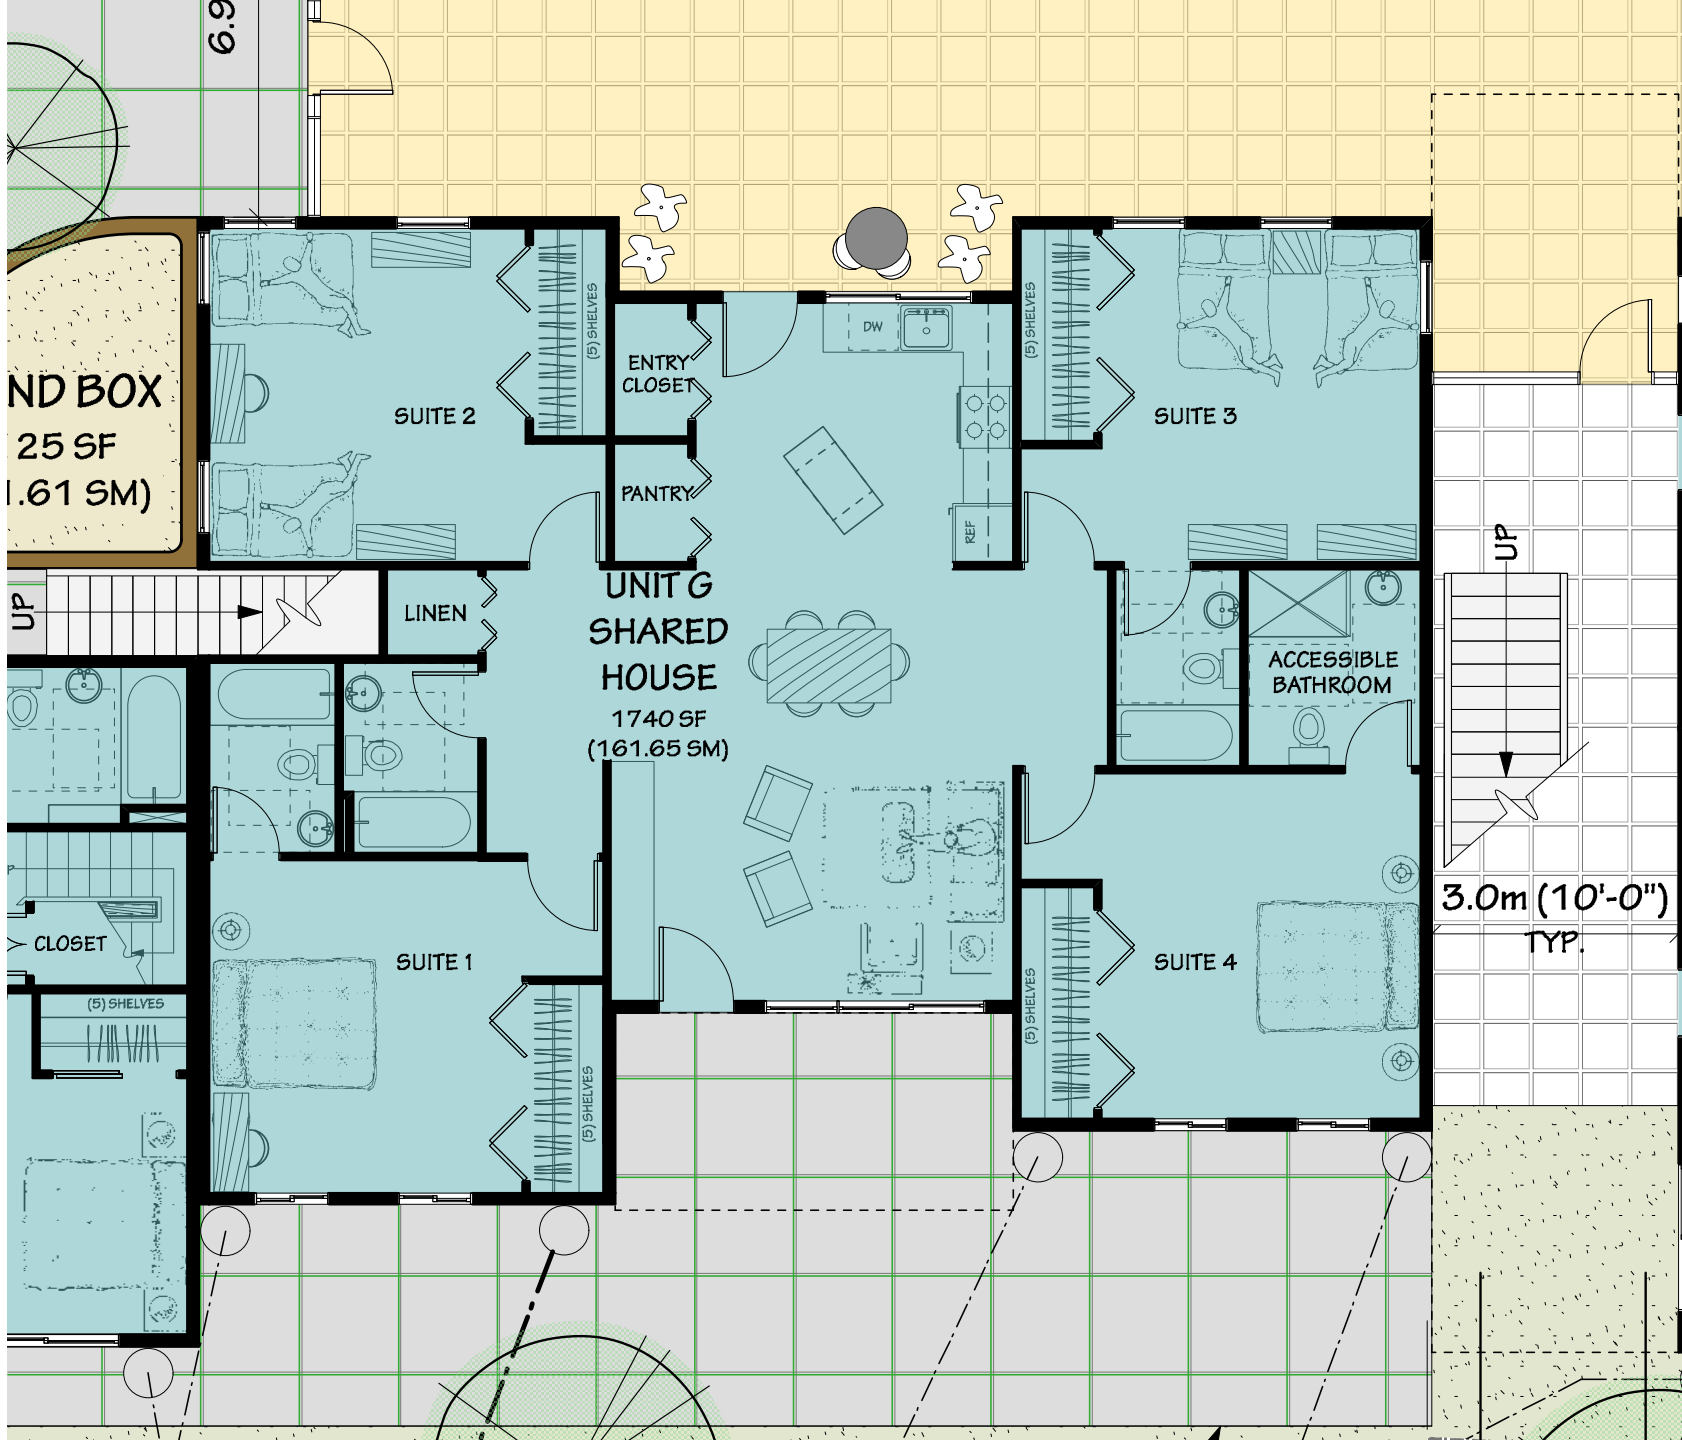 6.9
ND BOX
25 SF
1.61 SM)
UP
SUITE 2
(5) SHELVES
ENTRY
CLOSET
PANTRY
DW
REF
(5) SHELVES
SUITE 3
UP
LINEN
UNIT G
SHARED
HOUSE
1740 SF
(161.65 SM)
ACCESSIBLE
BATHROOM
CLOSET
(5) SHELVES
SUITE 1
(5) SHELVES
(5) SHELVES
SUITE 4
3.0m (10'-0")
TYP.